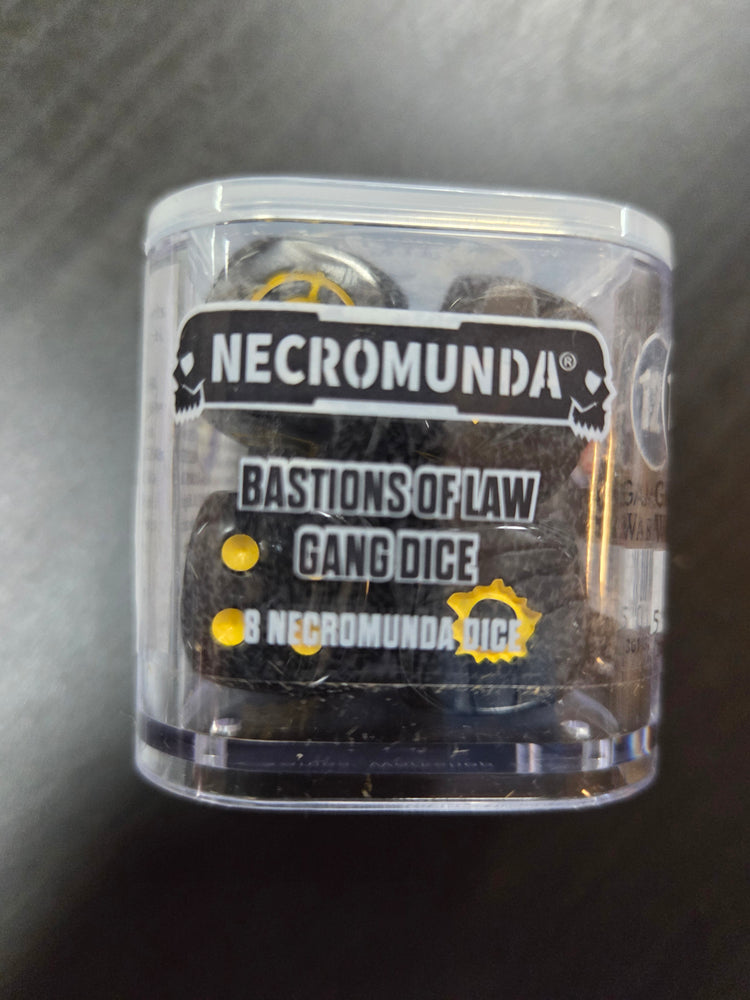 NECROMUNDA®
BASTIONS OF LAW
GANG DICE
8 NECROMUNDA DICE